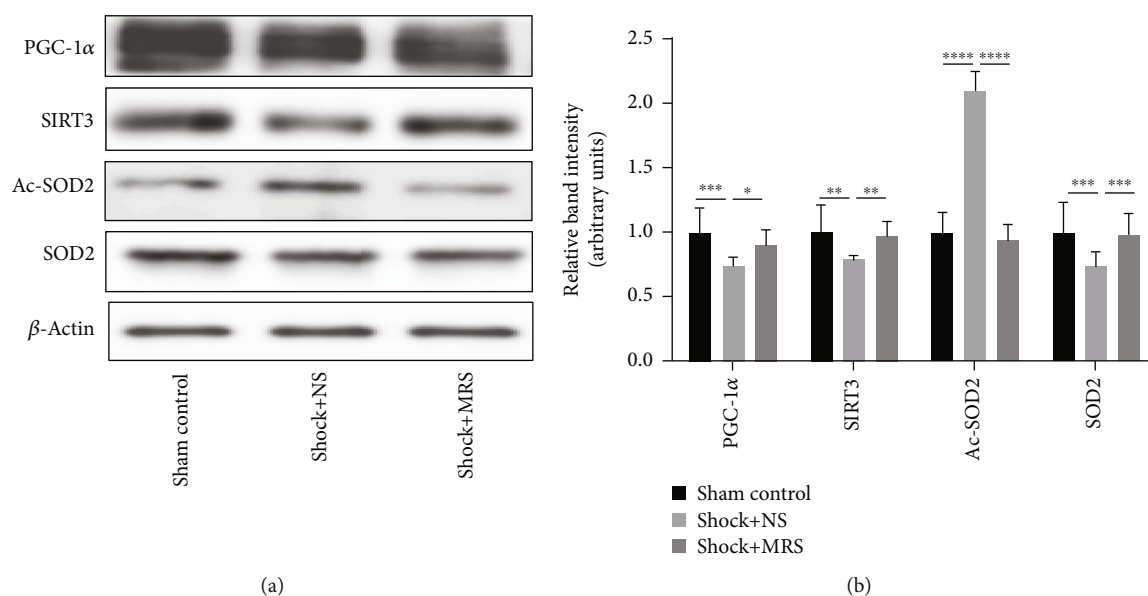 PGC-1α
SIRT3
Ac-SOD2
SOD2
β-Actin
Sham control
Shock+NS
Shock+MRS
(a)
Relative band intensity
(arbitrary units)
2.5
2.0
1.5
1.0
0.5
0.0
*** *
** **
**** ****
*** ***
PGC-1α
SIRT3
Ac-SOD2
SOD2
Sham control
Shock+NS
Shock+MRS
(b)